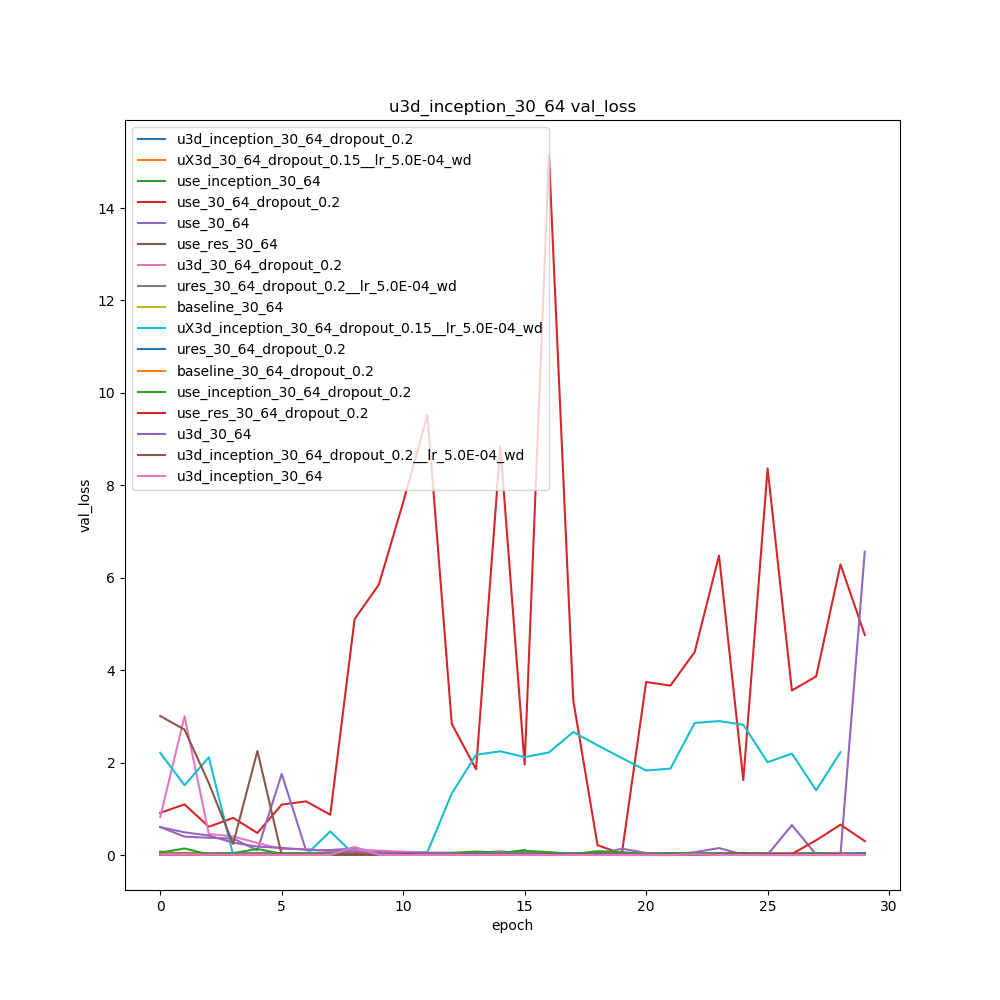 u3d_inception_30_64 val_loss
u3d_inception_30_64_dropout_0.2
uX3d_30_64_dropout_0.15__lr_5.0E-04_wd
use_inception_30_64
use_30_64_dropout_0.2
use_30_64
use_res_30_64
u3d_30_64_dropout_0.2
ures_30_64_dropout_0.2__lr_5.0E-04_wd
baseline_30_64
uX3d_inception_30_64_dropout_0.15__lr_5.0E-04_wd
ures_30_64_dropout_0.2
baseline_30_64_dropout_0.2
use_inception_30_64_dropout_0.2
use_res_30_64_dropout_0.2
u3d_30_64
u3d_inception_30_64_dropout_0.2__lr_5.0E-04_wd
u3d_inception_30_64
14
12
10
8
6
4
2
0
val_loss
0 5 10 15 20 25 30
epoch